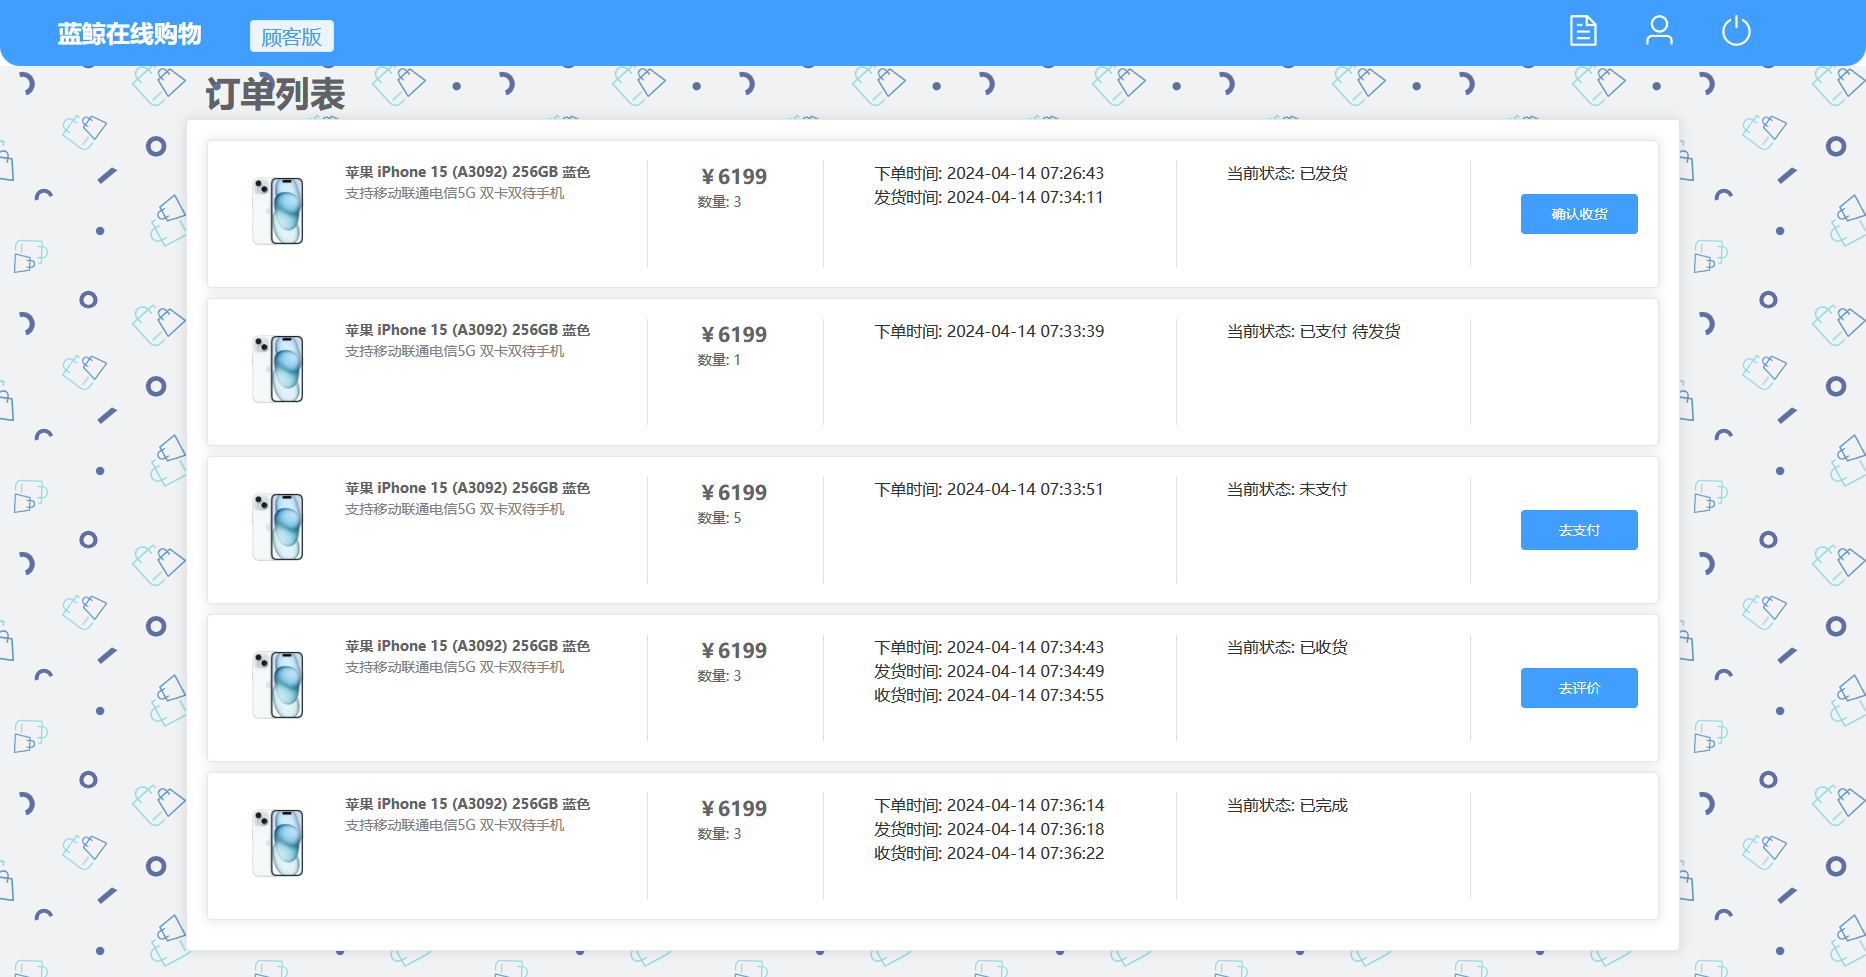 蓝鲸在线购物
顾客版
订单列表
苹果 iPhone 15 (A3092) 256GB 蓝色
支持移动联通电信5G 双卡双待手机
￥6199
数量: 3
下单时间: 2024-04-14 07:26:43
发货时间: 2024-04-14 07:34:11
当前状态: 已发货
确认收货
苹果 iPhone 15 (A3092) 256GB 蓝色
支持移动联通电信5G 双卡双待手机
￥6199
数量: 1
下单时间: 2024-04-14 07:33:39
当前状态: 已支付 待发货
苹果 iPhone 15 (A3092) 256GB 蓝色
支持移动联通电信5G 双卡双待手机
￥6199
数量: 5
下单时间: 2024-04-14 07:33:51
当前状态: 未支付
去支付
苹果 iPhone 15 (A3092) 256GB 蓝色
支持移动联通电信5G 双卡双待手机
￥6199
数量: 3
下单时间: 2024-04-14 07:34:43
发货时间: 2024-04-14 07:34:49
收货时间: 2024-04-14 07:34:55
当前状态: 已收货
去评价
苹果 iPhone 15 (A3092) 256GB 蓝色
支持移动联通电信5G 双卡双待手机
￥6199
数量: 3
下单时间: 2024-04-14 07:36:14
发货时间: 2024-04-14 07:36:18
收货时间: 2024-04-14 07:36:22
当前状态: 已完成